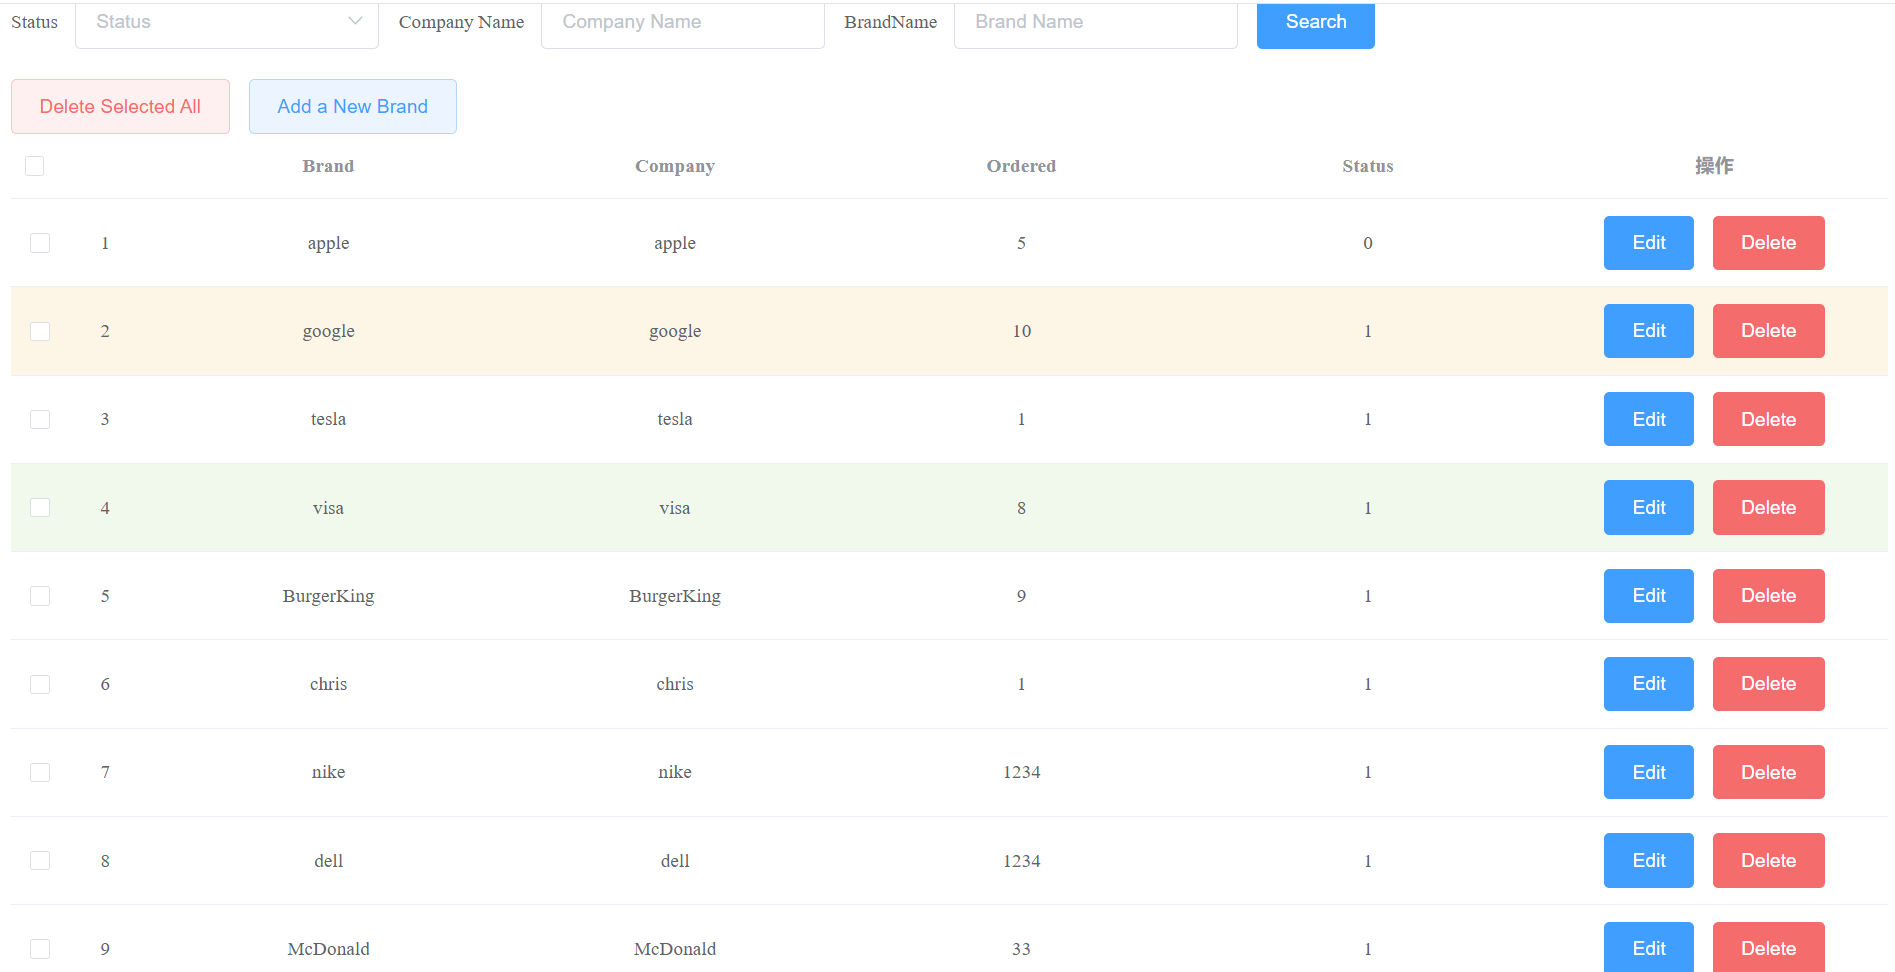 Status Status Company Name Company Name BrandName Brand Name Search
Delete Selected All Add a New Brand
Brand Company Ordered Status 操作
1 apple apple 5 0 Edit Delete
2 google google 10 1 Edit Delete
3 tesla tesla 1 1 Edit Delete
4 visa visa 8 1 Edit Delete
5 BurgerKing BurgerKing 9 1 Edit Delete
6 chris chris 1 1 Edit Delete
7 nike nike 1234 1 Edit Delete
8 dell dell 1234 1 Edit Delete
9 McDonald McDonald 33 1 Edit Delete